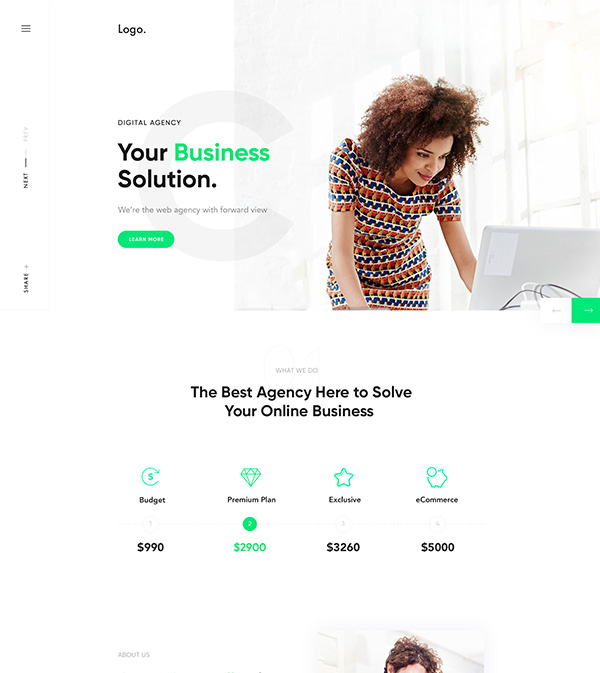 Logo.
PREV
NEXT
SHARE +
DIGITAL AGENCY
Your Business
Solution.
We're the web agency with forward view
LEARN MORE
01
WHAT WE DO
The Best Agency Here to Solve
Your Online Business
$
Budget
Premium Plan
Exclusive
eCommerce
1
2
3
4
$990
$2900
$3260
$5000
ABOUT US